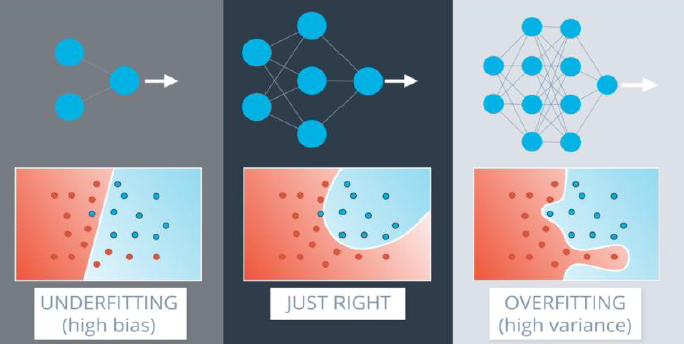 UNDERFITTING
(high bias)
JUST RIGHT
OVERFITTING
(high variance)